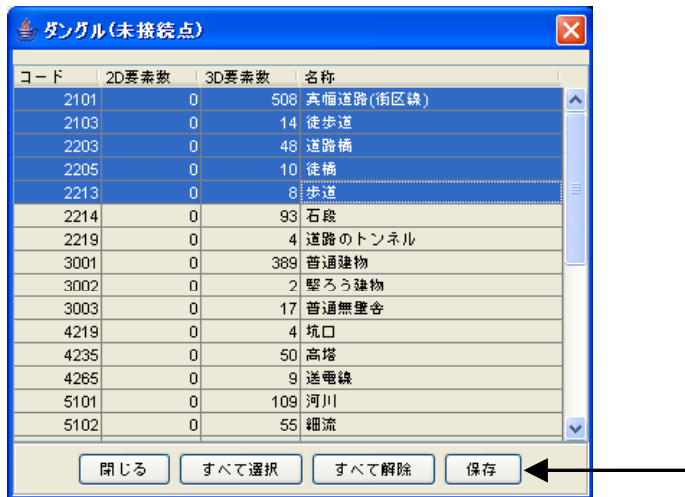 ダングル(未接続点)
コード 2D要素数 3D要素数 名称
2101 0 508 真幅道路(街区線)
2103 0 14 徒歩道
2203 0 48 道路橋
2205 0 10 徒橋
2213 0 8 歩道
2214 0 93 石段
2219 0 4 道路のトンネル
3001 0 389 普通建物
3002 0 2 堅ろう建物
3003 0 17 普通無壁舎
4219 0 4 坑口
4235 0 50 高塔
4265 0 9 送電線
5101 0 109 河川
5102 0 55 細流
閉じる すべて選択 すべて解除 保存